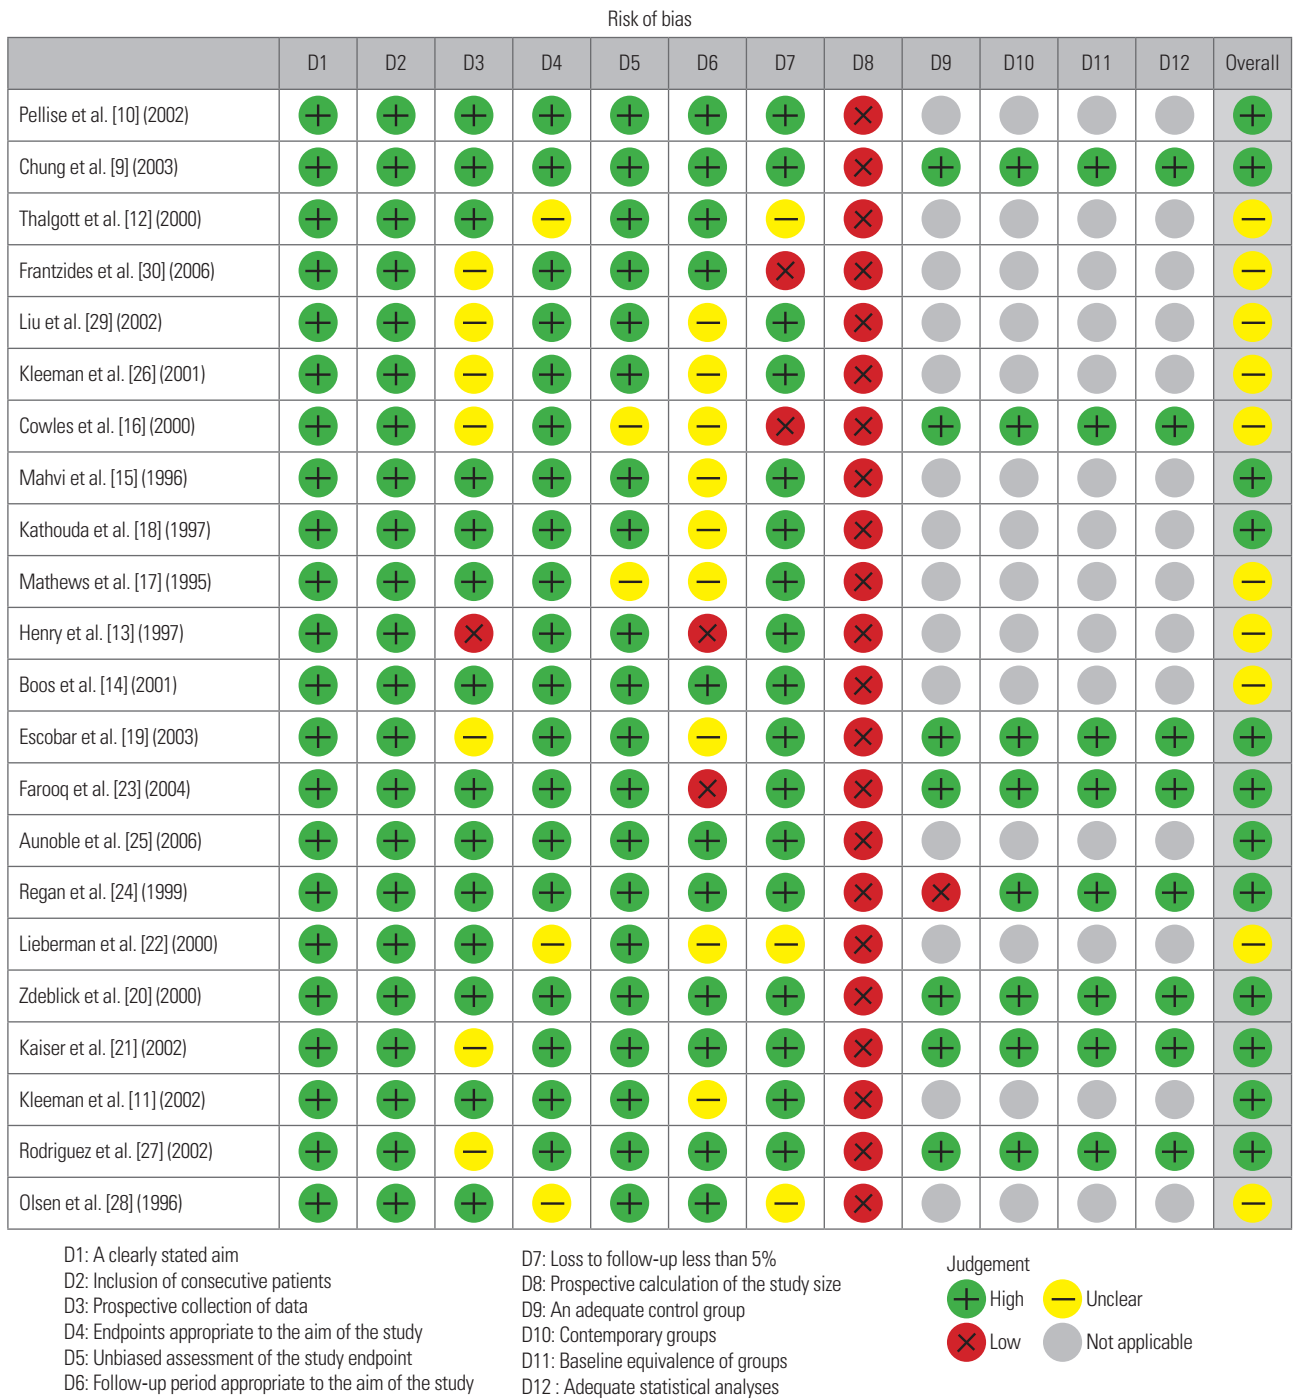 Risk of bias
D1 D2 D3 D4 D5 D6 D7 D8 D9 D10 D11 D12 Overall
Pellise et al. [10] (2002)
Chung et al. [9] (2003)
Thalgott et al. [12] (2000)
Frantzides et al. [30] (2006)
Liu et al. [29] (2002)
Kleeman et al. [26] (2001)
Cowles et al. [16] (2000)
Mahvi et al. [15] (1996)
Kathouda et al. [18] (1997)
Mathews et al. [17] (1995)
Henry et al. [13] (1997)
Boos et al. [14] (2001)
Escobar et al. [19] (2003)
Farooq et al. [23] (2004)
Aunoble et al. [25] (2006)
Regan et al. [24] (1999)
Lieberman et al. [22] (2000)
Zdeblick et al. [20] (2000)
Kaiser et al. [21] (2002)
Kleeman et al. [11] (2002)
Rodriguez et al. [27] (2002)
Olsen et al. [28] (1996)
D1: A clearly stated aim
D2: Inclusion of consecutive patients
D3: Prospective collection of data
D4: Endpoints appropriate to the aim of the study
D5: Unbiased assessment of the study endpoint
D6: Follow-up period appropriate to the aim of the study
D7: Loss to follow-up less than 5%
D8: Prospective calculation of the study size
D9: An adequate control group
D10: Contemporary groups
D11: Baseline equivalence of groups
D12 : Adequate statistical analyses
Judgement
High Unclear
Low Not applicable